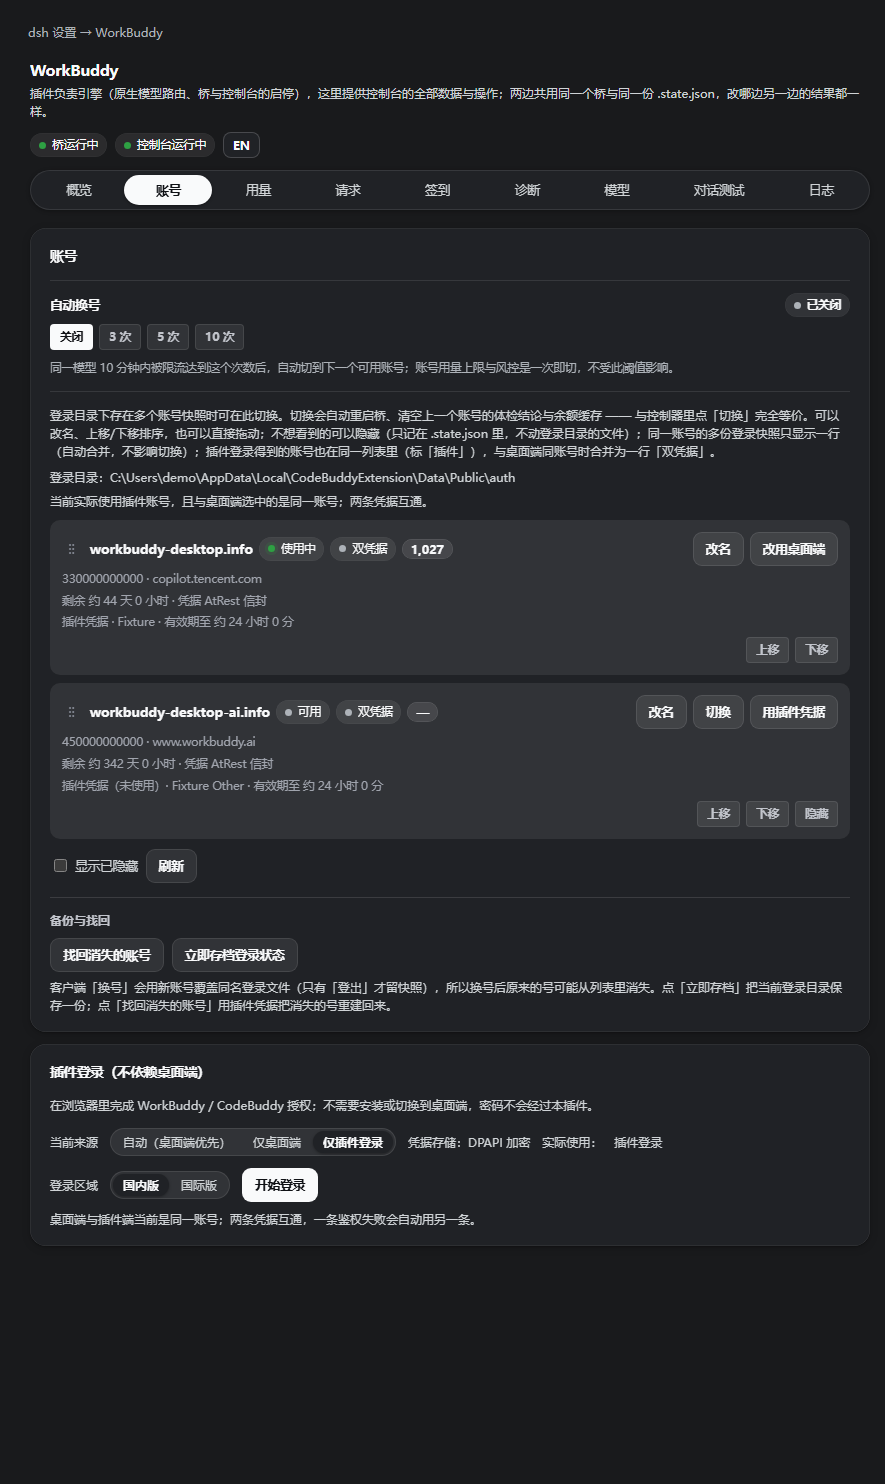 dsh 设置 → WorkBuddy
WorkBuddy
插件负责引擎（原生模型路由、桥与控制台的启停），这里提供控制台的全部数据与操作；两边共用同一个桥与同一份 .state.json，改哪边另一边的结果都一
样。
桥运行中 控制台运行中 EN
概览 账号 用量 请求 签到 诊断 模型 对话测试 日志
账号
自动换号 已关闭
关闭 3 次 5 次 10 次
同一模型 10 分钟内被限流达到这个次数后，自动切到下一个可用账号；账号用量上限与风控是一次即切，不受此阈值影响。
登录目录下存在多个账号快照时可在此切换。切换会自动重启桥、清空上一个账号的体检结论与余额缓存 —— 与控制器里点「切换」完全等价。可以
改名、上移/下移排序，也可以直接拖动；不想看到的可以隐藏（只记在 .state.json 里，不动登录目录的文件）；同一账号的多份登录快照只显示一行
（自动合并，不影响切换）；插件登录得到的账号也在同一列表里（标「插件」），与桌面端同账号时合并为一行「双凭据」。
登录目录：C:\Users\demo\AppData\Local\CodeBuddyExtension\Data\Public\auth
当前实际使用插件账号，且与桌面端选中的是同一账号；两条凭据互通。
workbuddy-desktop.info 使用中 双凭据 1,027 改名 改用桌面端
330000000000 · copilot.tencent.com
剩余 约 44 天 0 小时 · 凭据 AtRest 信封
插件凭据 · Fixture · 有效期至 约 24 小时 0 分
上移 下移
workbuddy-desktop-ai.info 可用 双凭据 — 改名 切换 用插件凭据
450000000000 · www.workbuddy.ai
剩余 约 342 天 0 小时 · 凭据 AtRest 信封
插件凭据（未使用）· Fixture Other · 有效期至 约 24 小时 0 分
上移 下移 隐藏
显示已隐藏 刷新
备份与找回
找回消失的账号 立即存档登录状态
客户端「换号」会用新账号覆盖同名登录文件（只有「登出」才留快照），所以换号后原来的号可能从列表里消失。点「立即存档」把当前登录目录保
存一份；点「找回消失的账号」用插件凭据把消失的号重建回来。
插件登录（不依赖桌面端）
在浏览器里完成 WorkBuddy / CodeBuddy 授权；不需要安装或切换到桌面端，密码不会经过本插件。
当前来源 自动（桌面端优先） 仅桌面端 仅插件登录 凭据存储：DPAPI 加密 实际使用： 插件登录
登录区域 国内版 国际版 开始登录
桌面端与插件端当前是同一账号；两条凭据互通，一条鉴权失败会自动用另一条。